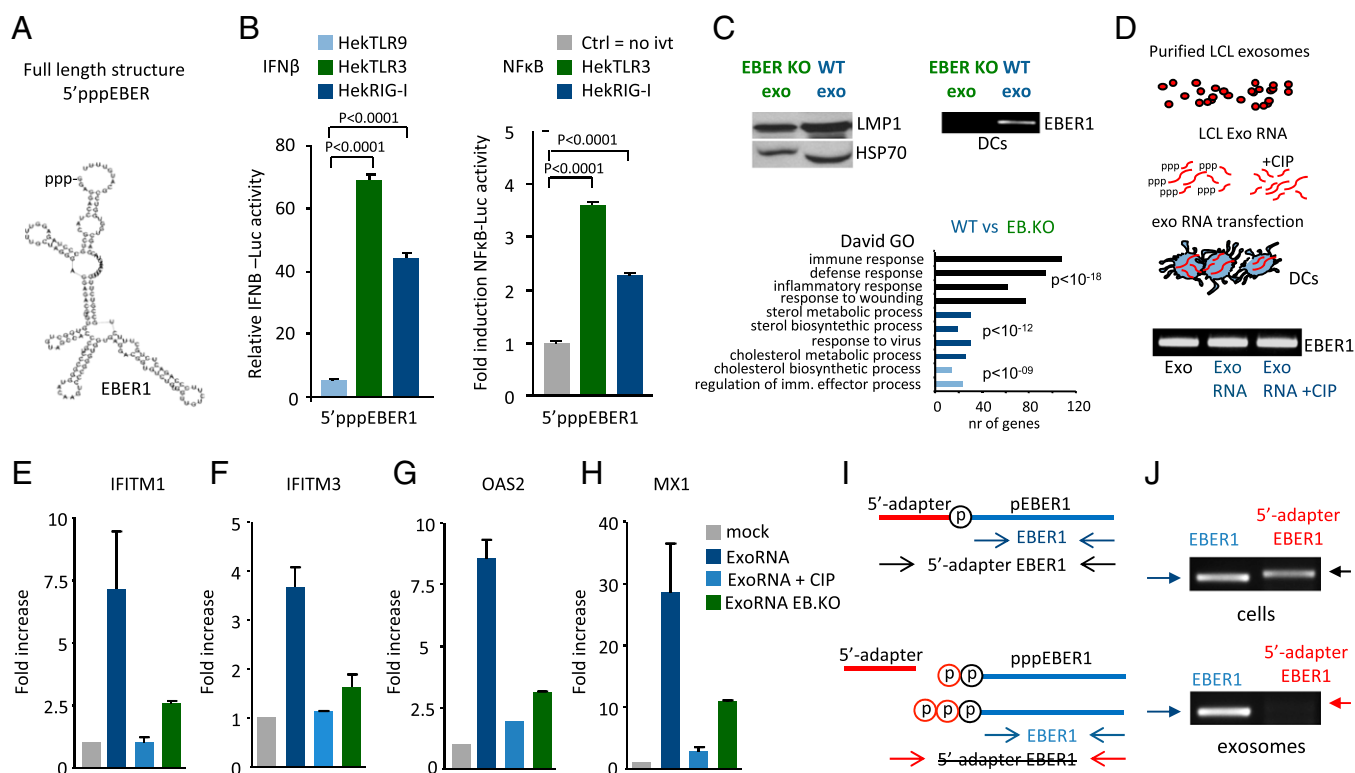 A
Full length structure
5'pppEBER
ppp-
EBER1
B
IFNβ
HekTLR9
HekTLR3
HekRIG-I
P<0.0001
P<0.0001
Relative IFNB –Luc activity
80
60
40
20
0
5'pppEBER1
NFκB
Ctrl = no ivt
HekTLR3
HekRIG-I
P<0.0001
P<0.0001
Fold induction NFκB-Luc activity
5
4
3
2
1
0
5'pppEBER1
C
EBER KO WT
exo exo
LMP1
HSP70
EBER KO WT
exo exo
EBER1
DCs
WT vs EB.KO
David GO
immune response
defense response
inflammatory response
response to wounding
sterol metabolic process
sterol biosyntethic process
response to virus
cholesterol metabolic process
cholesterol biosynthetic process
regulation of imm. effector process
p<10-18
p<10-12
p<10-09
0 40 80 120
nr of genes
D
Purified LCL exosomes
LCL Exo RNA
+CIP
ppp ppp
ppp ppp
exo RNA transfection
DCs
EBER1
Exo Exo Exo
RNA RNA +CIP
E
IFITM1
Fold increase
10
7.5
5
2.5
0
F
IFITM3
Fold increase
5
4
3
2
1
0
G
OAS2
Fold increase
10
7.5
5
2.5
0
H
MX1
Fold increase
40
30
20
10
0
mock
ExoRNA
ExoRNA + CIP
ExoRNA EB.KO
I
5'-adapter pEBER1
p
EBER1
5'-adapter EBER1
5'-adapter pppEBER1
p p
p p p
EBER1
5'-adapter EBER1
J
EBER1 5'-adapter
EBER1
cells
EBER1 5'-adapter
EBER1
exosomes